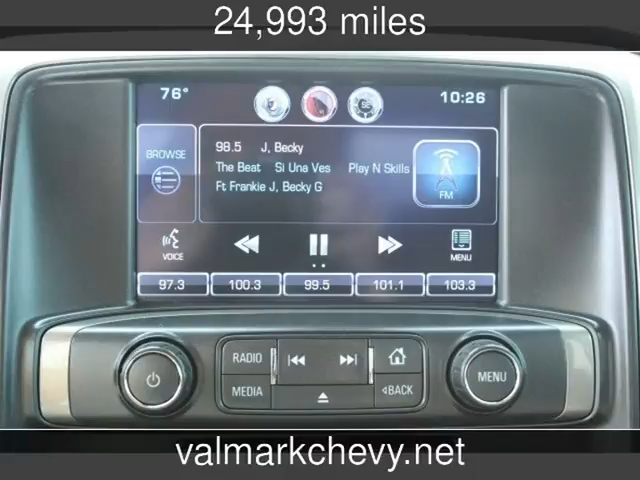 24,993 miles
76° 10:26
BROWSE
98.5 J, Becky
The Beat Si Una Ves Play N Skills
Ft Frankie J, Becky G
FM
VOICE
MENU
97.3 100.3 99.5 101.1 103.3
RADIO
MENU
MEDIA
BACK
valmarkchevy.net